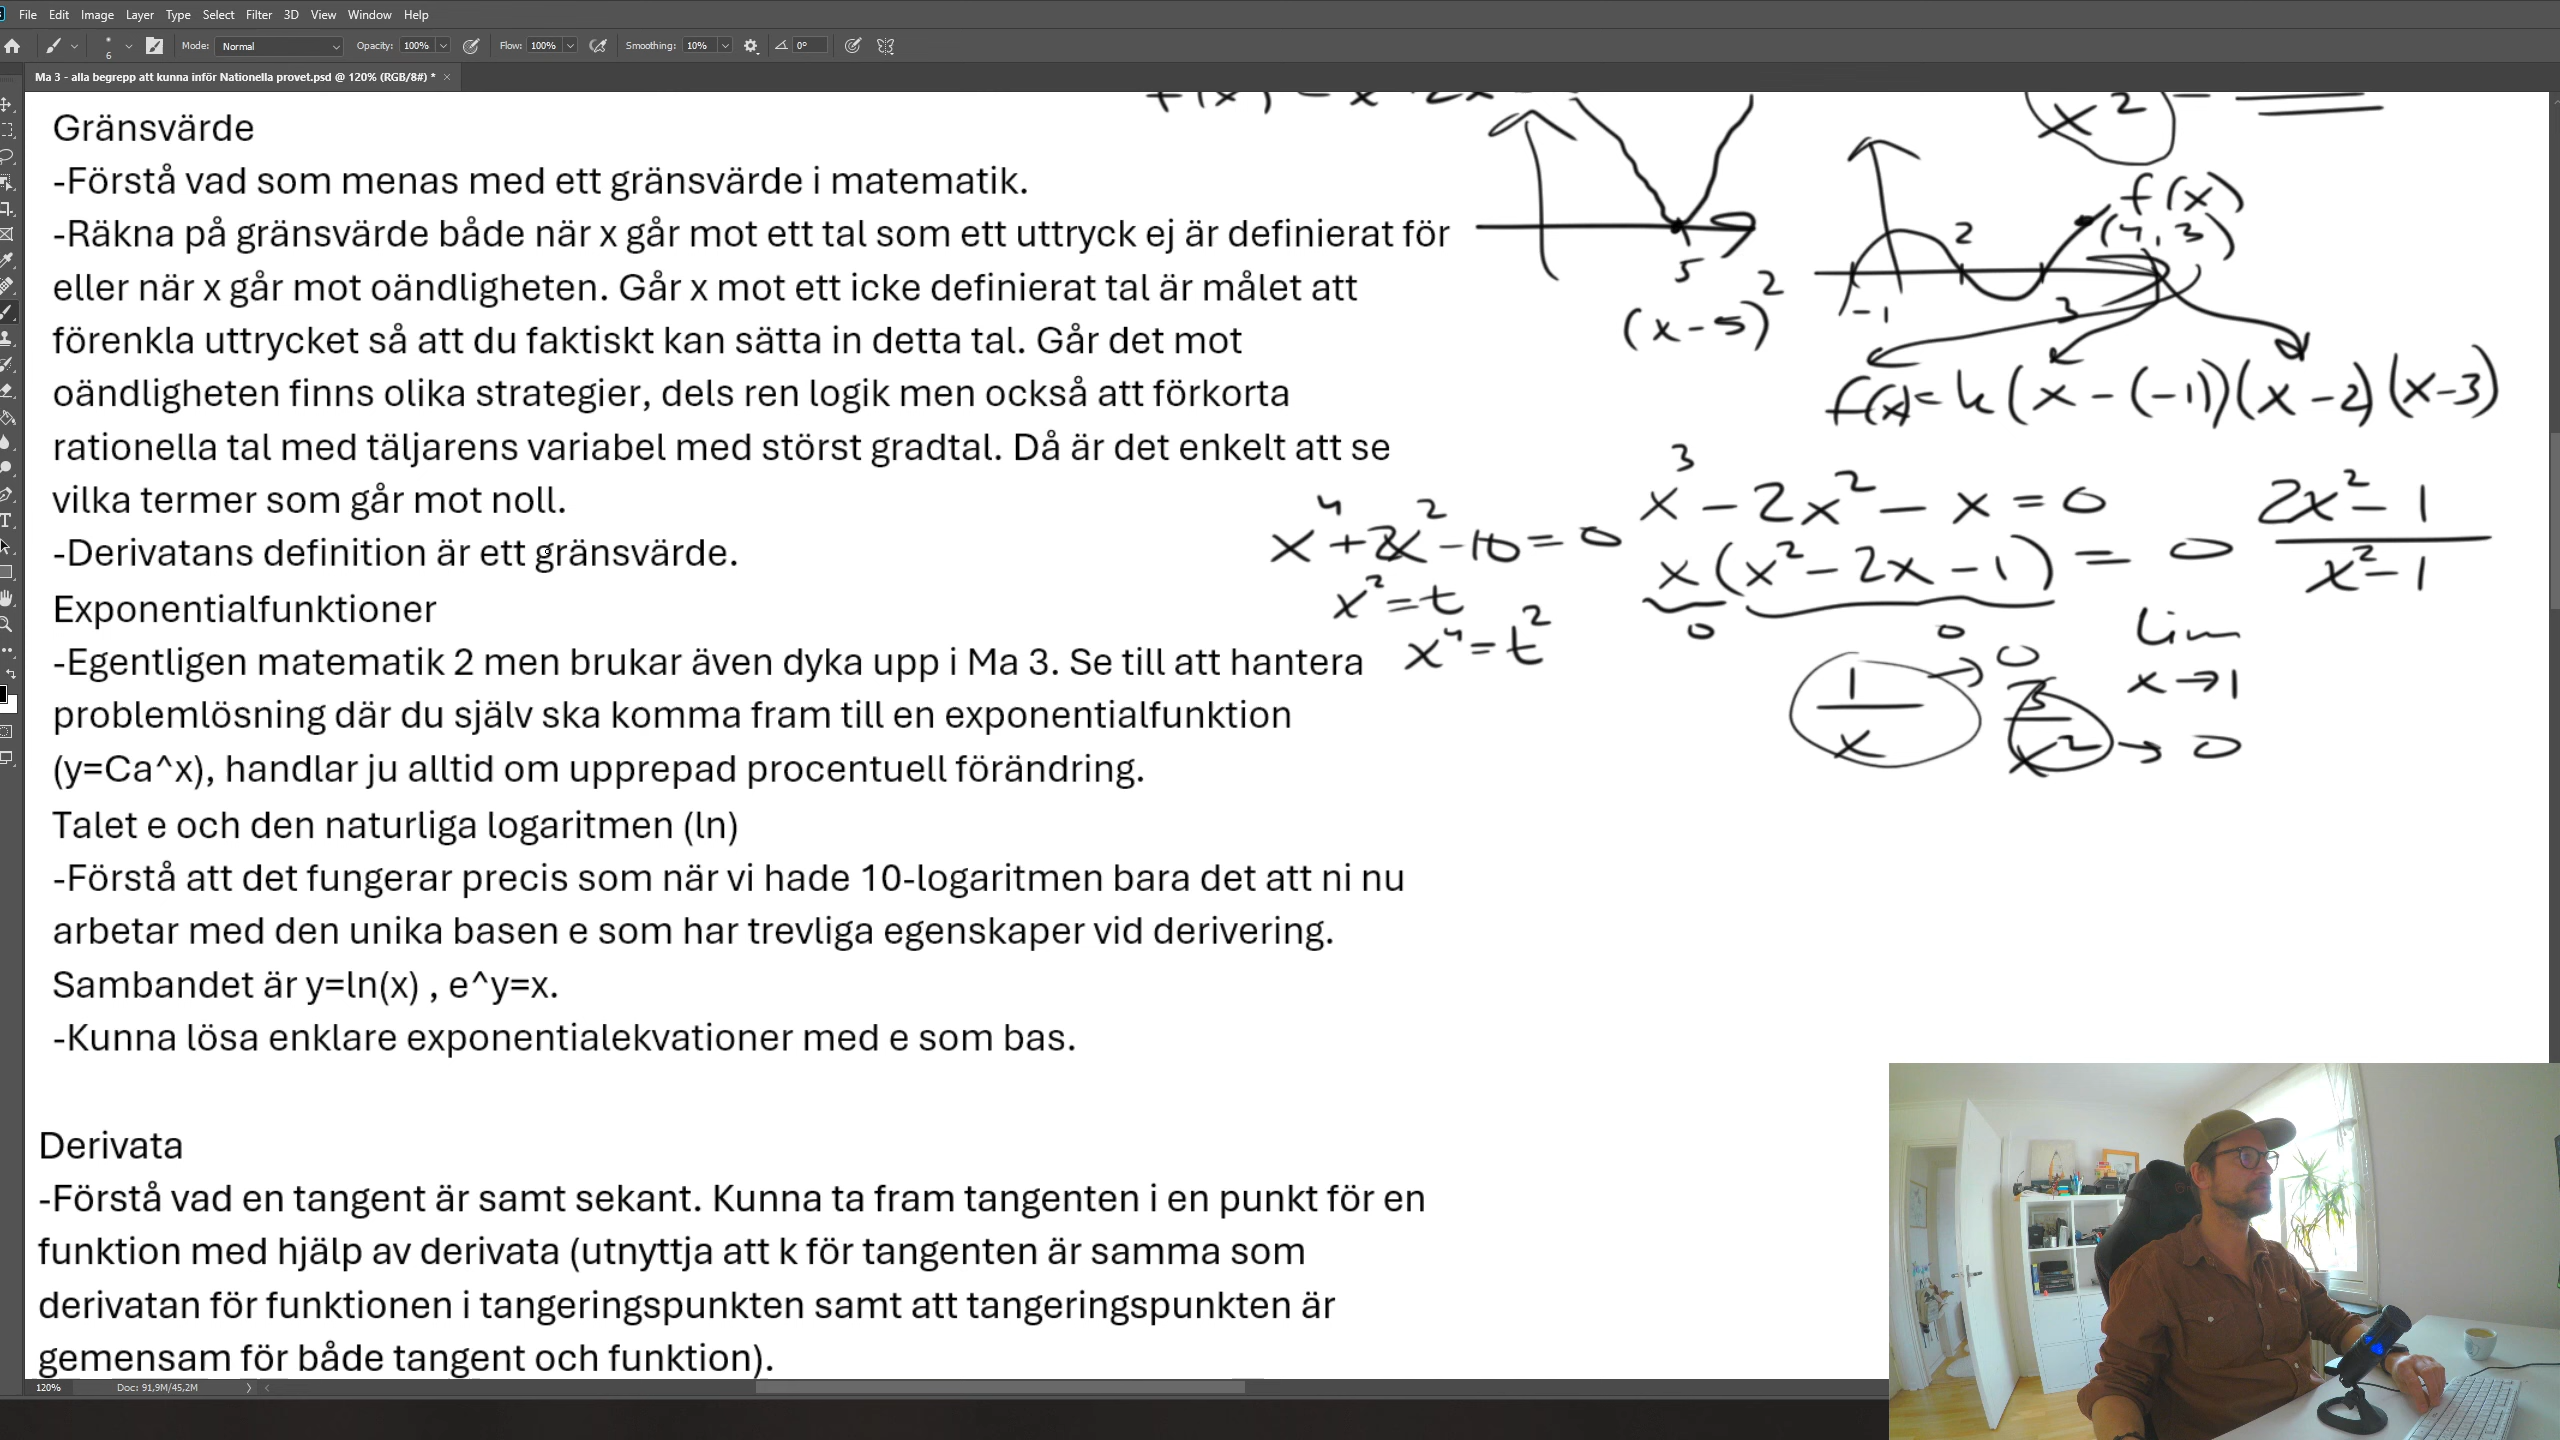 File Edit Image Layer Type Select Filter 3D View Window Help
6 Mode: Normal Opacity: 100% Flow: 100% Smoothing: 10% 0°
Ma 3 - alla begrepp att kunna inför Nationella provet.psd @ 120% (RGB/8#) * ×
Gränsvärde
-Förstå vad som menas med ett gränsvärde i matematik.
-Räkna på gränsvärde både när x går mot ett tal som ett uttryck ej är definierat för
eller när x går mot oändligheten. Går x mot ett icke definierat tal är målet att
förenkla uttrycket så att du faktiskt kan sätta in detta tal. Går det mot
oändligheten finns olika strategier, dels ren logik men också att förkorta
rationella tal med täljarens variabel med störst gradtal. Då är det enkelt att se
vilka termer som går mot noll.
-Derivatans definition är ett gränsvärde.
Exponentialfunktioner
-Egentligen matematik 2 men brukar även dyka upp i Ma 3. Se till att hantera
problemlösning där du själv ska komma fram till en exponentialfunktion
(y=Ca^x), handlar ju alltid om upprepad procentuell förändring.
Talet e och den naturliga logaritmen (ln)
-Förstå att det fungerar precis som när vi hade 10-logaritmen bara det att ni nu
arbetar med den unika basen e som har trevliga egenskaper vid derivering.
Sambandet är y=ln(x) , e^y=x.
-Kunna lösa enklare exponentialekvationer med e som bas.
Derivata
-Förstå vad en tangent är samt sekant. Kunna ta fram tangenten i en punkt för en
funktion med hjälp av derivata (utnyttja att k för tangenten är samma som
derivatan för funktionen i tangeringspunkten samt att tangeringspunkten är
gemensam för både tangent och funktion).
x² =
5
(x-5)²
f(x)
(4,3)
-1 2 3
f(x)=k(x-(-1))(x-2)(x-3)
x³-2x²-x=0
x(x²-2x-1)=0
0 0
x²=t
x⁴=t²
2x²-1
x²-1
lim
x→1
1/x → 0
x² → 0
120% Doc: 91,9M/45,2M